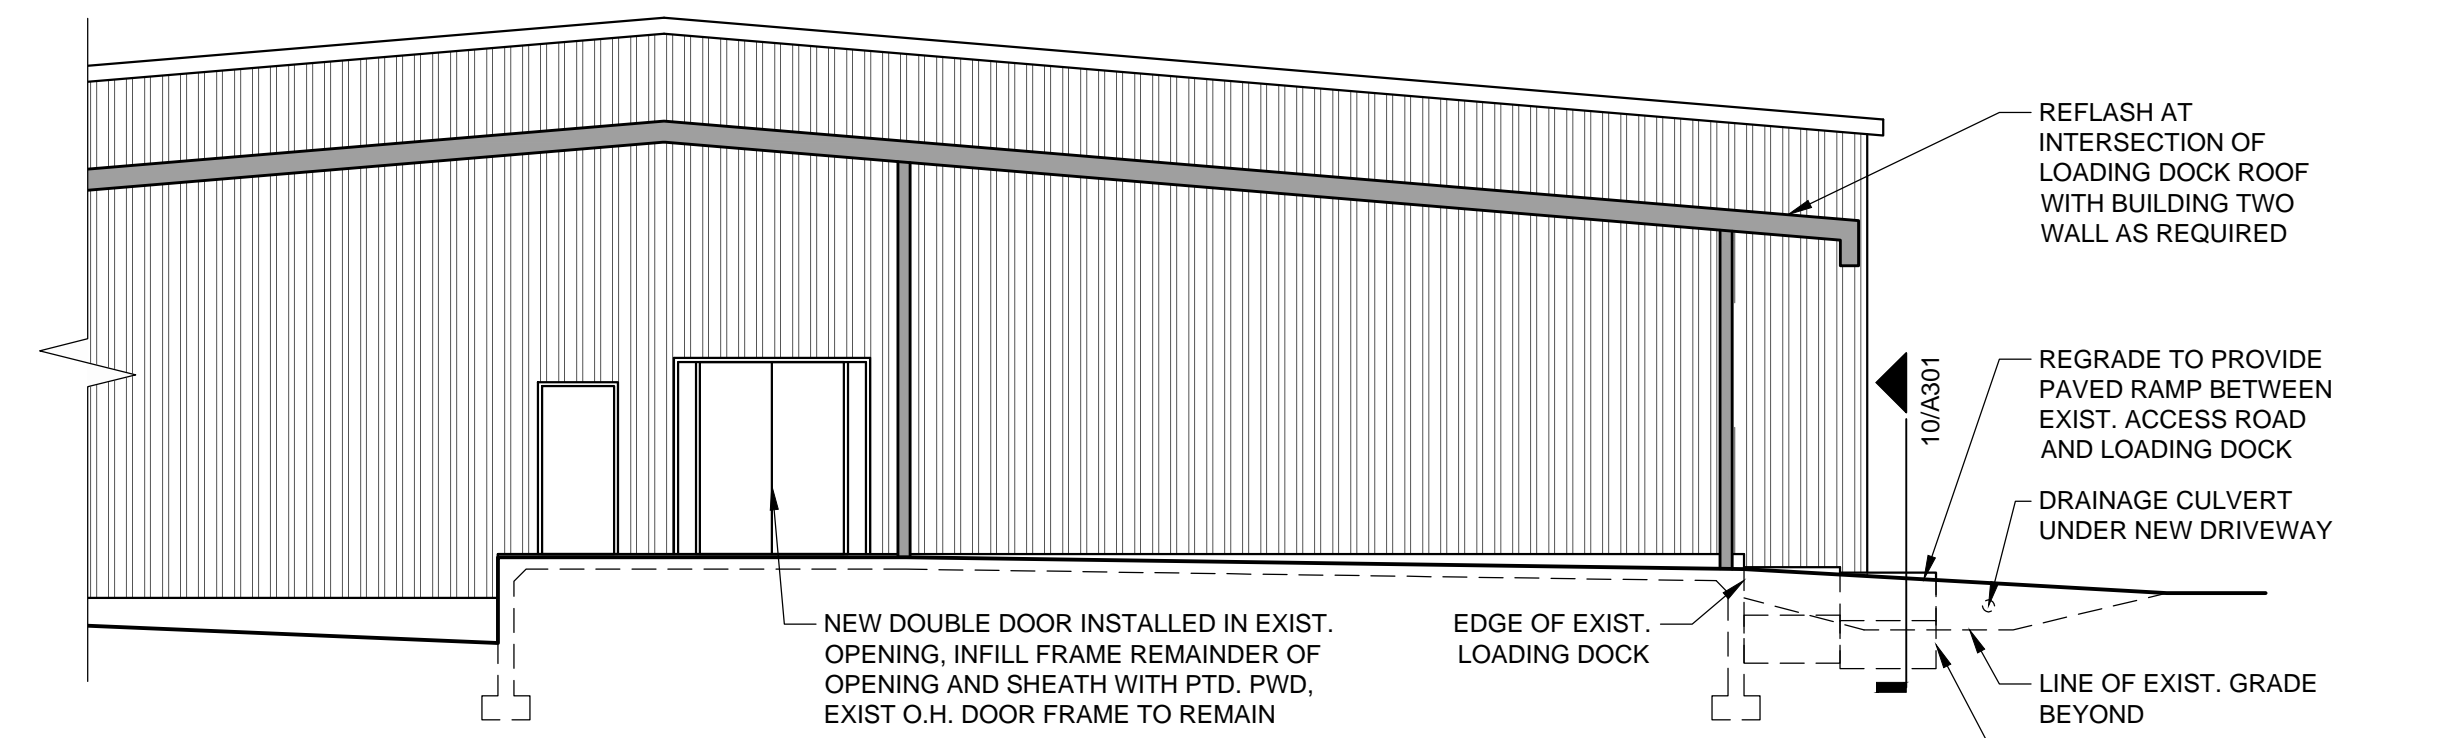 REFLASH AT
INTERSECTION OF
LOADING DOCK ROOF
WITH BUILDING TWO
WALL AS REQUIRED
10/A301
REGRADE TO PROVIDE
PAVED RAMP BETWEEN
EXIST. ACCESS ROAD
AND LOADING DOCK
DRAINAGE CULVERT
UNDER NEW DRIVEWAY
NEW DOUBLE DOOR INSTALLED IN EXIST.
OPENING, INFILL FRAME REMAINDER OF
OPENING AND SHEATH WITH PTD. PWD,
EXIST O.H. DOOR FRAME TO REMAIN
EDGE OF EXIST.
LOADING DOCK
LINE OF EXIST. GRADE
BEYOND